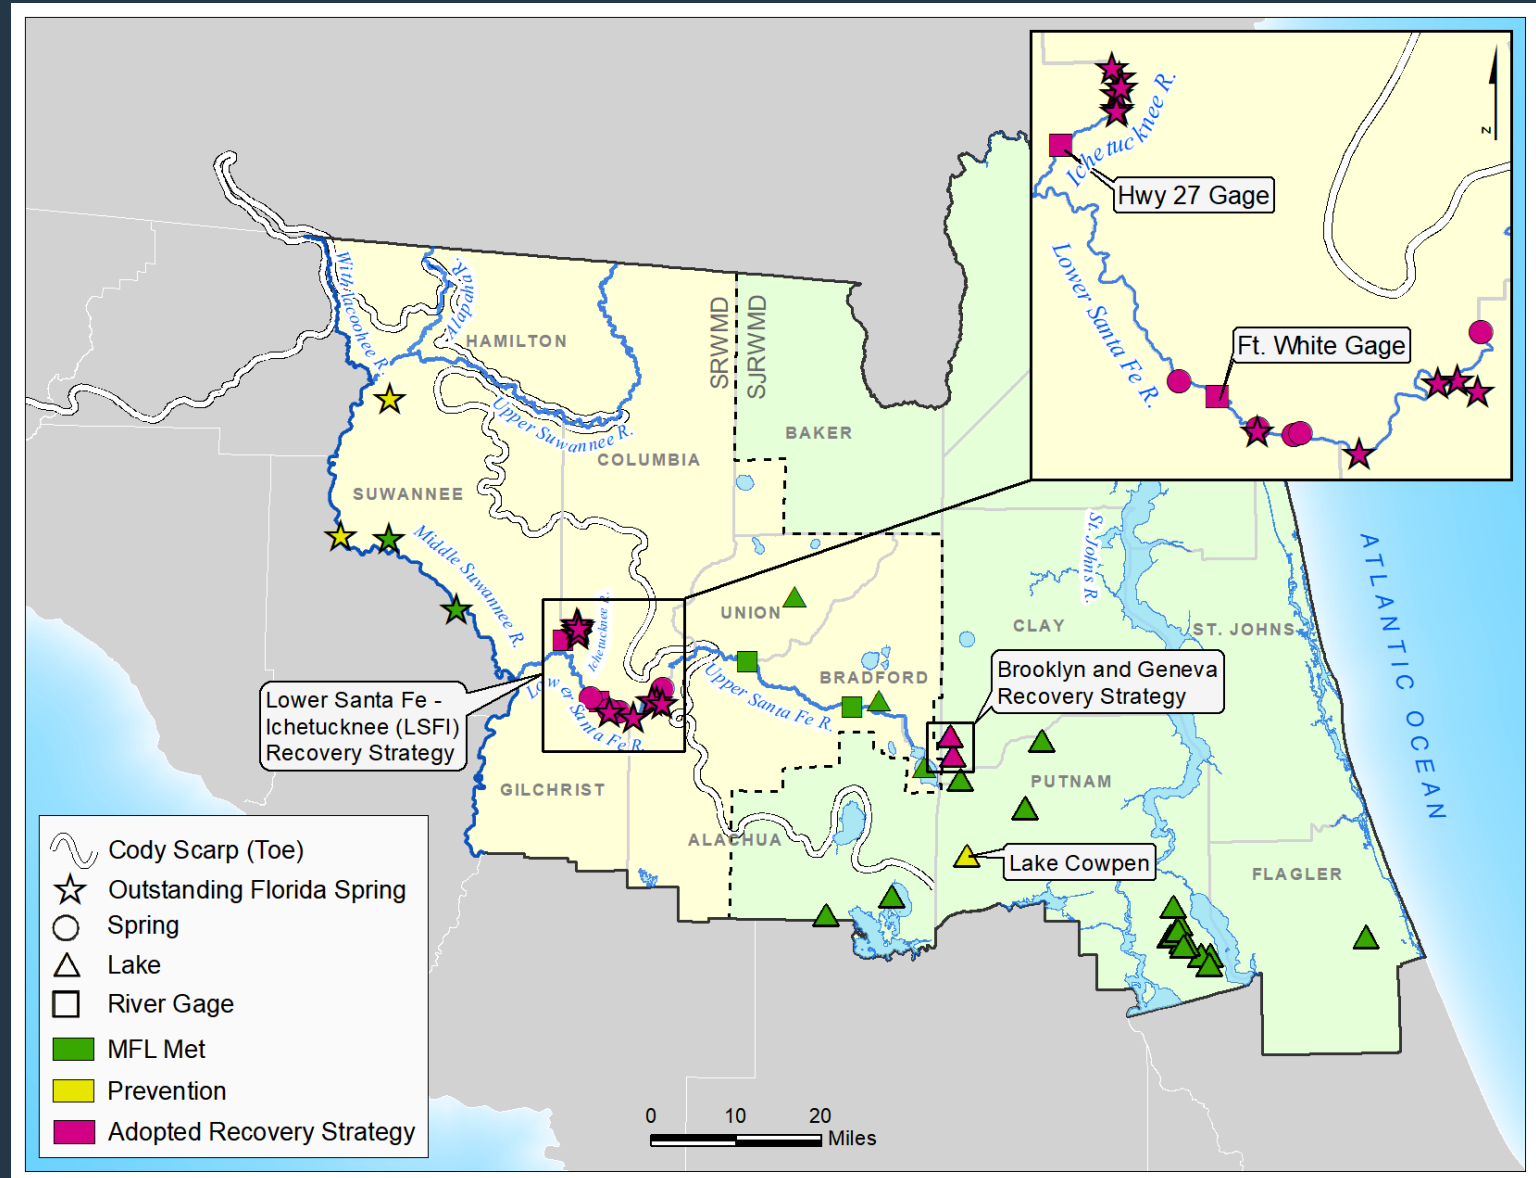 Withlacoohee R.
Alapaha R.
HAMILTON
Upper Suwannee R.
COLUMBIA
SUWANNEE
Middle Suwannee R.
SRWMD
SJRWMD
BAKER
UNION
BRADFORD
CLAY
ST. JOHNS
St. Johns R.
ATLANTIC OCEAN
Ichetucknee R.
Lower Santa Fe R.
Upper Santa Fe R.
GILCHRIST
ALACHUA
PUTNAM
FLAGLER
Lower Santa Fe -
Ichetucknee (LSFI)
Recovery Strategy
Brooklyn and Geneva
Recovery Strategy
Lake Cowpen
Ichetucknee R.
Hwy 27 Gage
Lower Santa Fe R.
Ft. White Gage
N
Cody Scarp (Toe)
Outstanding Florida Spring
Spring
Lake
River Gage
MFL Met
Prevention
Adopted Recovery Strategy
0 10 20
Miles